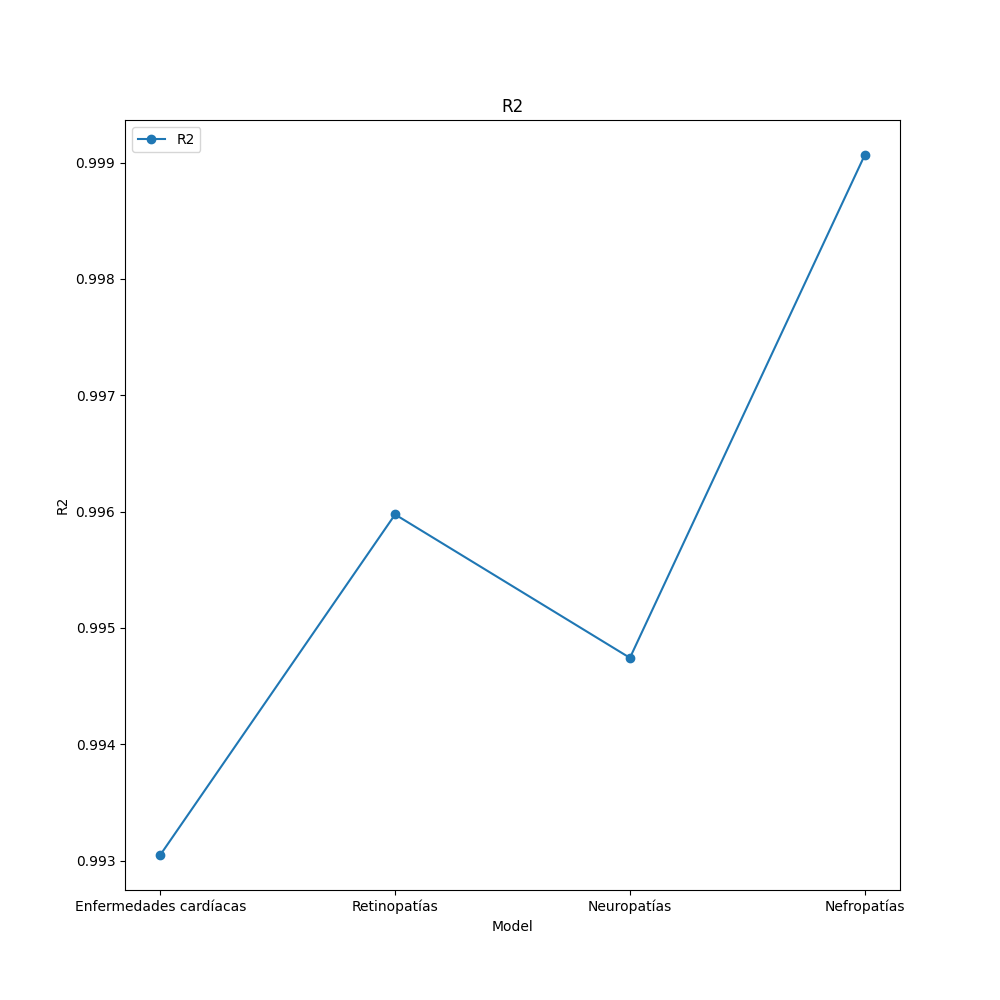 R2
R2
0.999
0.998
0.997
0.996
0.995
0.994
0.993
R2
Enfermedades cardíacas Retinopatías Neuropatías Nefropatías
Model